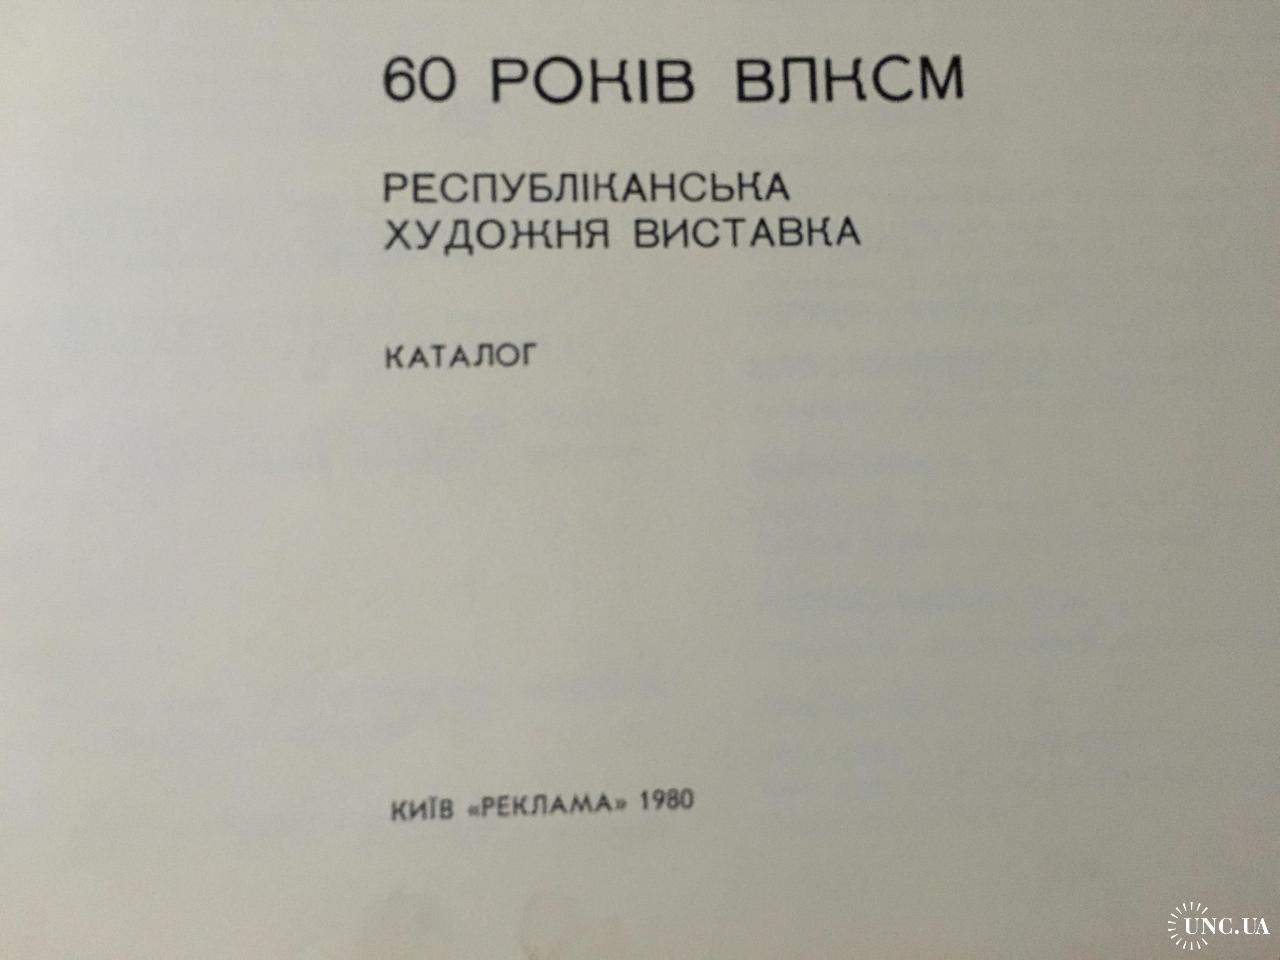 60 РОКІВ ВЛКСМ
РЕСПУБЛІКАНСЬКА
ХУДОЖНЯ ВИСТАВКА
КАТАЛОГ
КИЇВ «РЕКЛАМА» 1980
UNC.UA